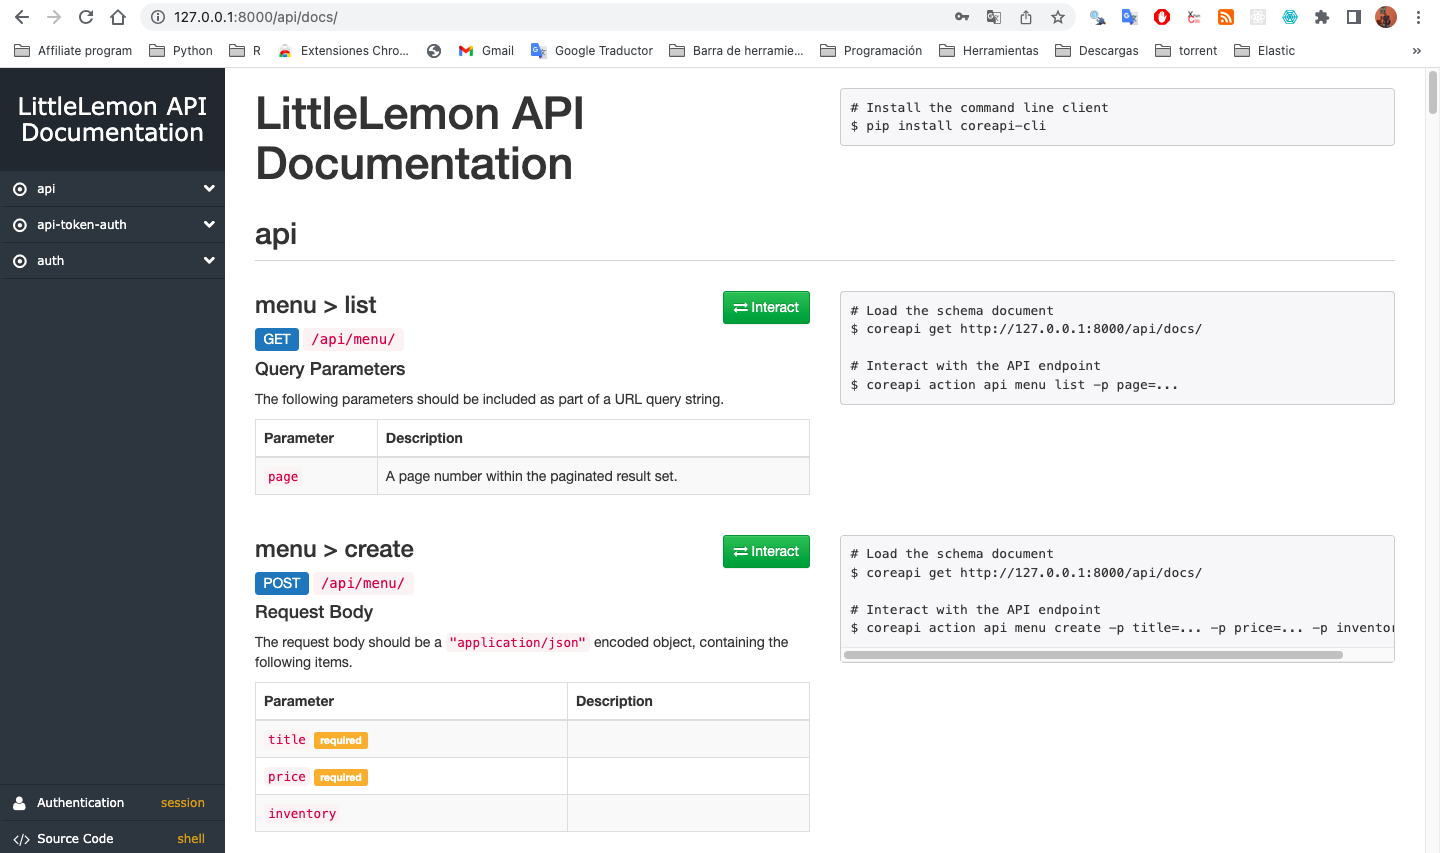 127.0.0.1:8000/api/docs/
Affiliate program
Python
R
Extensiones Chro...
Gmail
Google Traductor
Barra de herramie...
Programación
Herramientas
Descargas
torrent
Elastic
»
LittleLemon API
Documentation
api
api-token-auth
auth
Authentication session
Source Code shell
LittleLemon API
Documentation
# Install the command line client
$ pip install coreapi-cli
api
menu > list
Interact
GET /api/menu/
Query Parameters
The following parameters should be included as part of a URL query string.
Parameter Description
page A page number within the paginated result set.
# Load the schema document
$ coreapi get http://127.0.0.1:8000/api/docs/
# Interact with the API endpoint
$ coreapi action api menu list -p page=...
menu > create
Interact
POST /api/menu/
Request Body
The request body should be a "application/json" encoded object, containing the
following items.
Parameter Description
title required
price required
inventory
# Load the schema document
$ coreapi get http://127.0.0.1:8000/api/docs/
# Interact with the API endpoint
$ coreapi action api menu create -p title=... -p price=... -p inventor